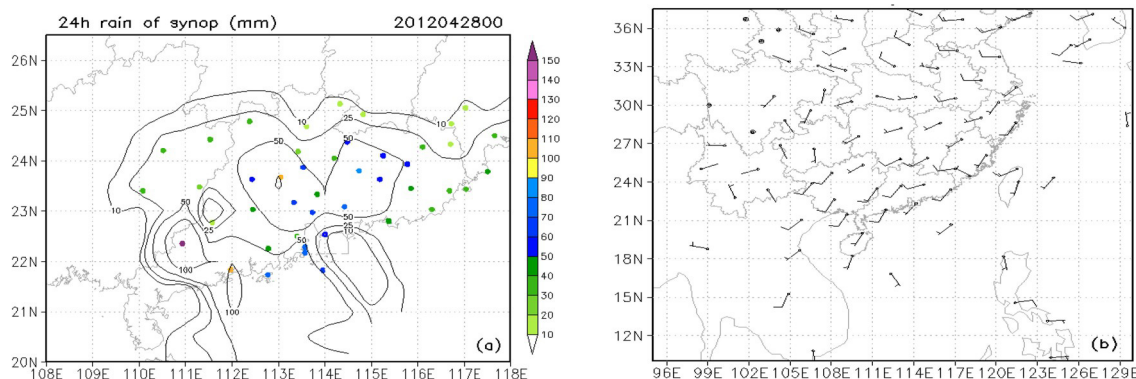 24h rain of synop (mm) 2012042800
26N
25N
24N
23N
22N
21N
20N
108E 109E 110E 111E 112E 113E 114E 115E 116E 117E 118E
10
25
50
10
50
10
50
25
100
100
50
50
25
10
(a)
150
140
130
120
110
100
90
80
70
60
50
40
30
20
10
36N
33N
30N
27N
24N
21N
18N
15N
12N
96E 99E 102E 105E 108E 111E 114E 117E 120E 123E 126E 129E
(b)